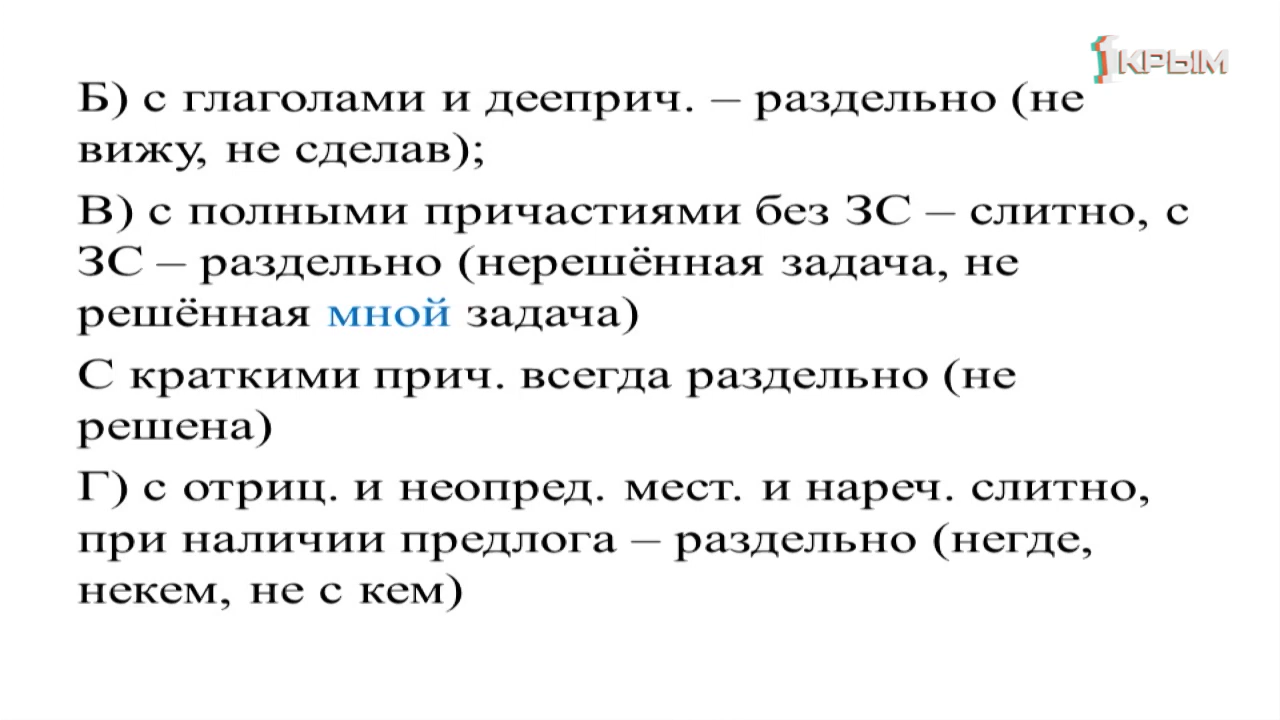 1КРЫМ
Б) с глаголами и дееприч. – раздельно (не
вижу, не сделав);
В) с полными причастиями без ЗС – слитно, с
ЗС – раздельно (нерешённая задача, не
решённая мной задача)
С краткими прич. всегда раздельно (не
решена)
Г) с отриц. и неопред. мест. и нареч. слитно,
при наличии предлога – раздельно (негде,
некем, не с кем)